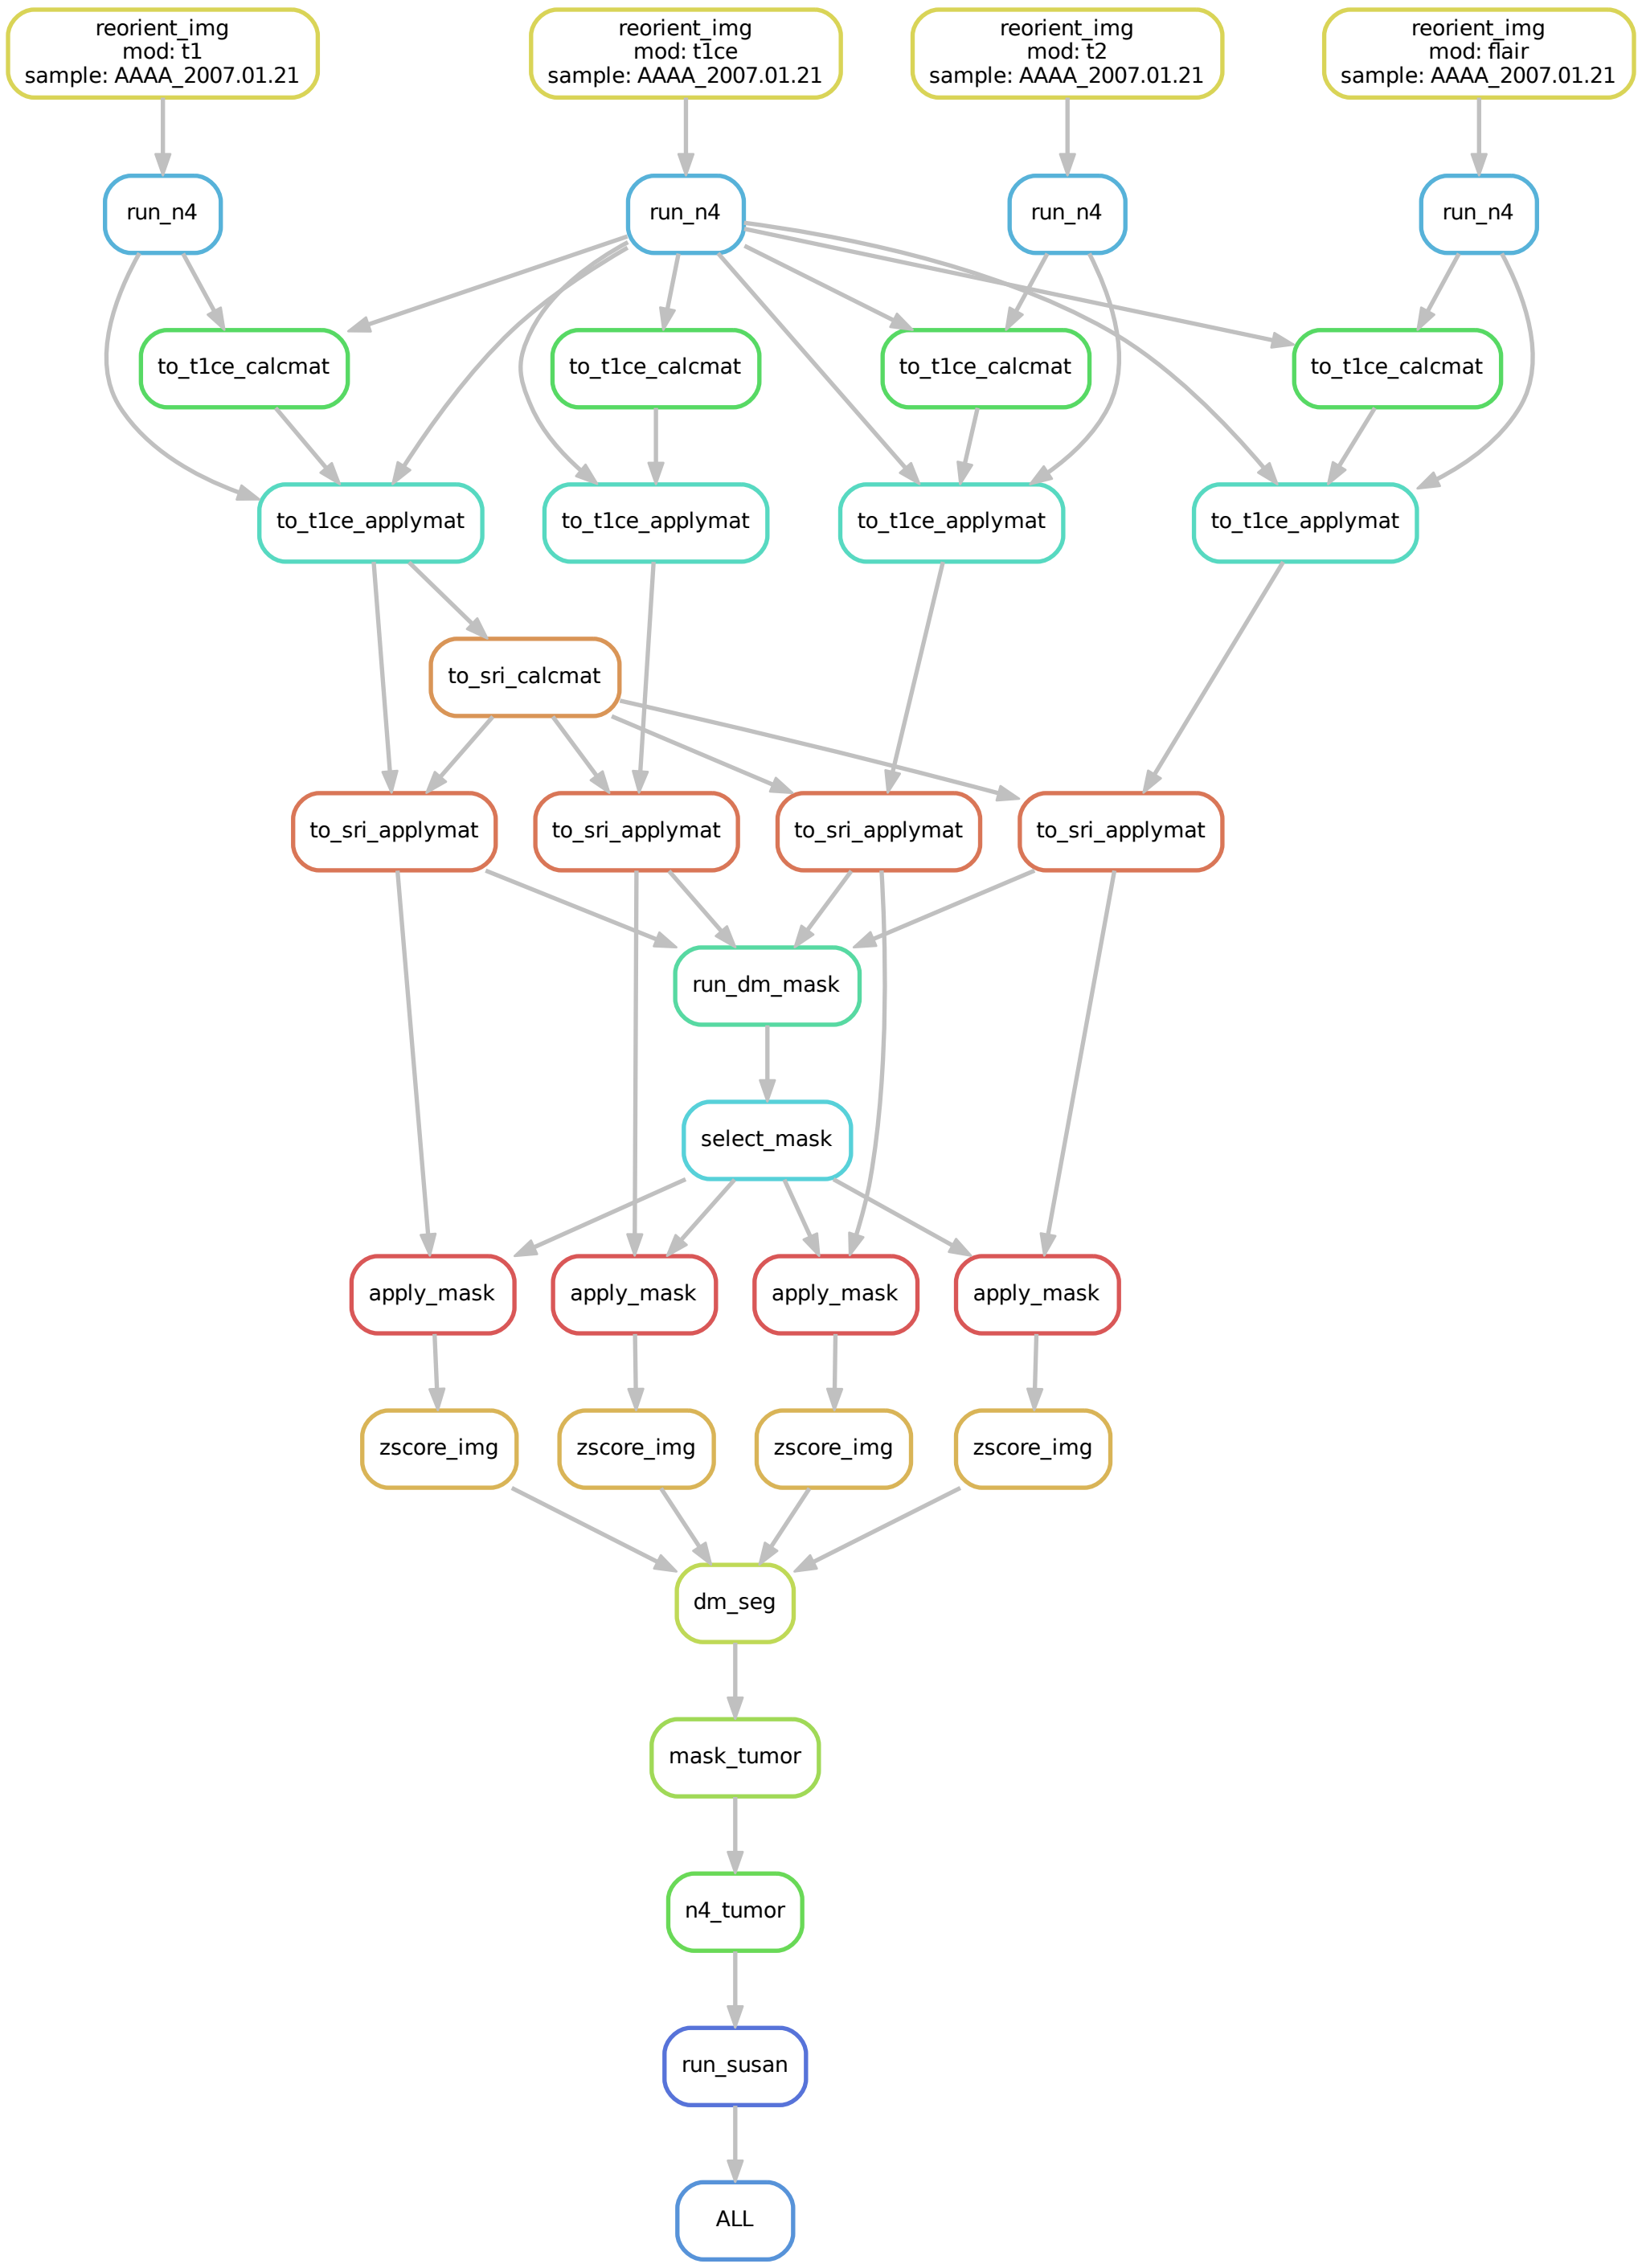 reorient_img
mod: t1
sample: AAAA_2007.01.21
reorient_img
mod: t1ce
sample: AAAA_2007.01.21
reorient_img
mod: t2
sample: AAAA_2007.01.21
reorient_img
mod: flair
sample: AAAA_2007.01.21
run_n4
run_n4
run_n4
run_n4
to_t1ce_calcmat
to_t1ce_calcmat
to_t1ce_calcmat
to_t1ce_calcmat
to_t1ce_applymat
to_t1ce_applymat
to_t1ce_applymat
to_t1ce_applymat
to_sri_calcmat
to_sri_applymat
to_sri_applymat
to_sri_applymat
to_sri_applymat
run_dm_mask
select_mask
apply_mask
apply_mask
apply_mask
apply_mask
zscore_img
zscore_img
zscore_img
zscore_img
dm_seg
mask_tumor
n4_tumor
run_susan
ALL